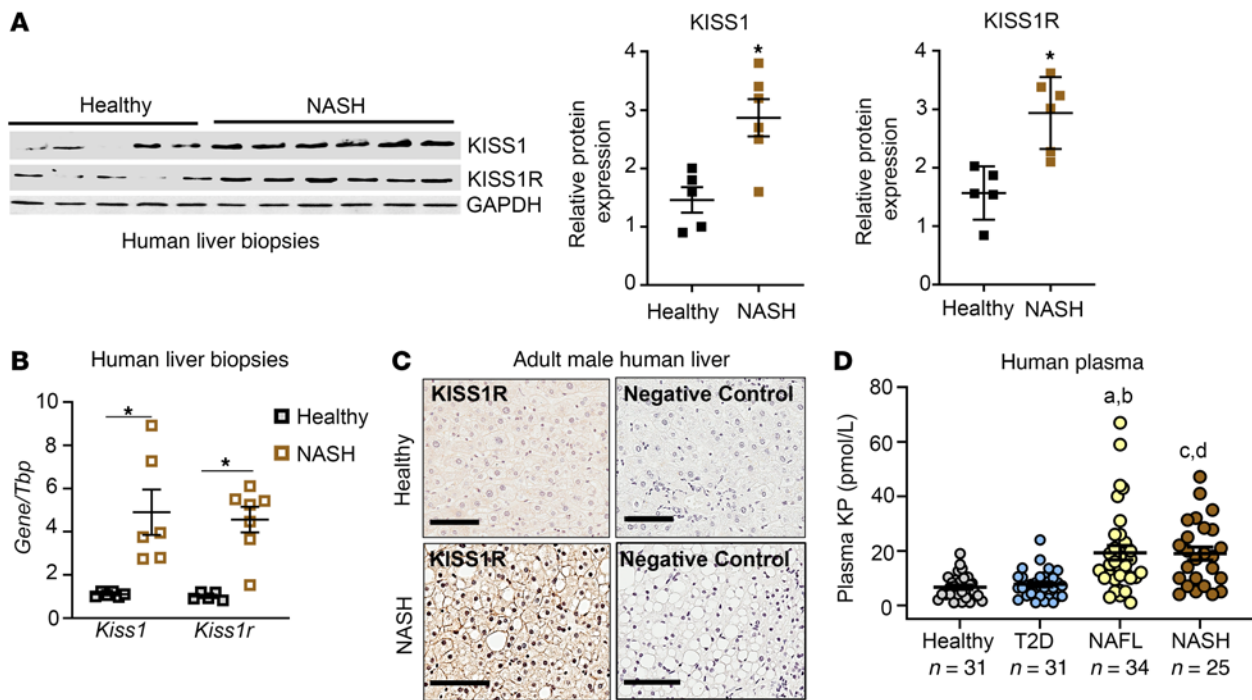 A
Healthy NASH
KISS1
KISS1R
GAPDH
Human liver biopsies
KISS1
*
4
3
2
1
0
Relative protein
expression
Healthy NASH
KISS1R
*
4
3
2
1
0
Relative protein
expression
Healthy NASH
B
Human liver biopsies
10
8
6
4
2
0
Gene/Tbp
*
*
Healthy
NASH
Kiss1 Kiss1r
C
Adult male human liver
Healthy
KISS1R Negative Control
NASH
KISS1R Negative Control
D
Human plasma
80
60
40
20
0
Plasma KP (pmol/L)
a,b
c,d
Healthy T2D NAFL NASH
n = 31 n = 31 n = 34 n = 25